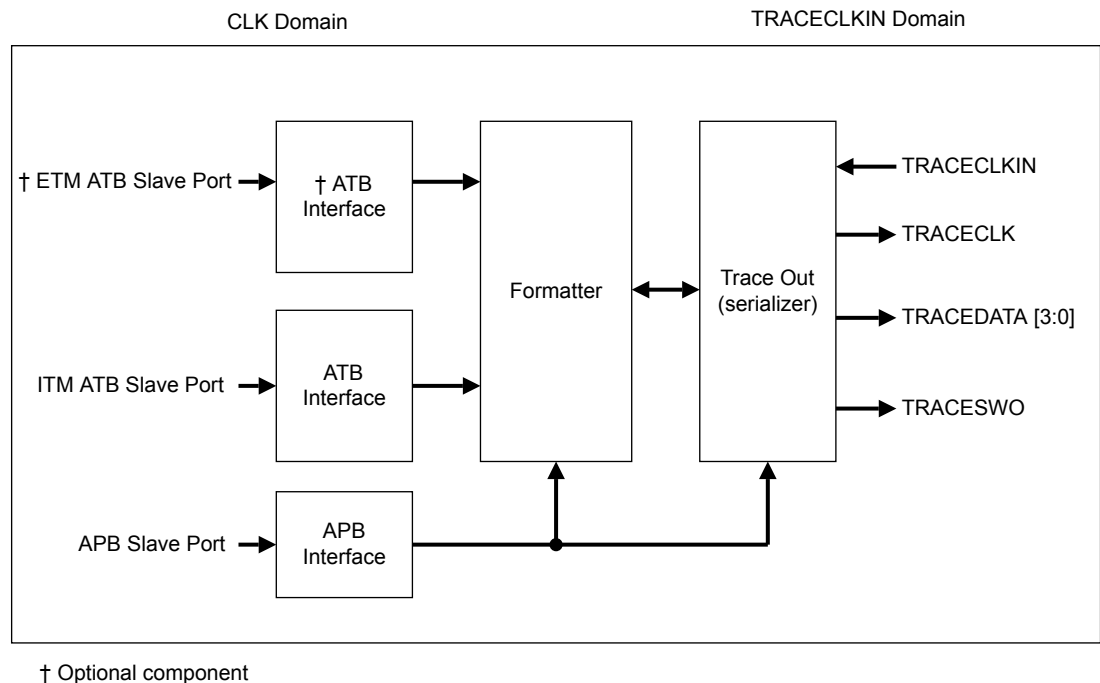 CLK Domain
TRACECLKIN Domain
† ETM ATB Slave Port
† ATB
Interface
ITM ATB Slave Port
ATB
Interface
APB Slave Port
APB
Interface
Formatter
Trace Out
(serializer)
TRACECLKIN
TRACECLK
TRACEDATA [3:0]
TRACESWO
† Optional component